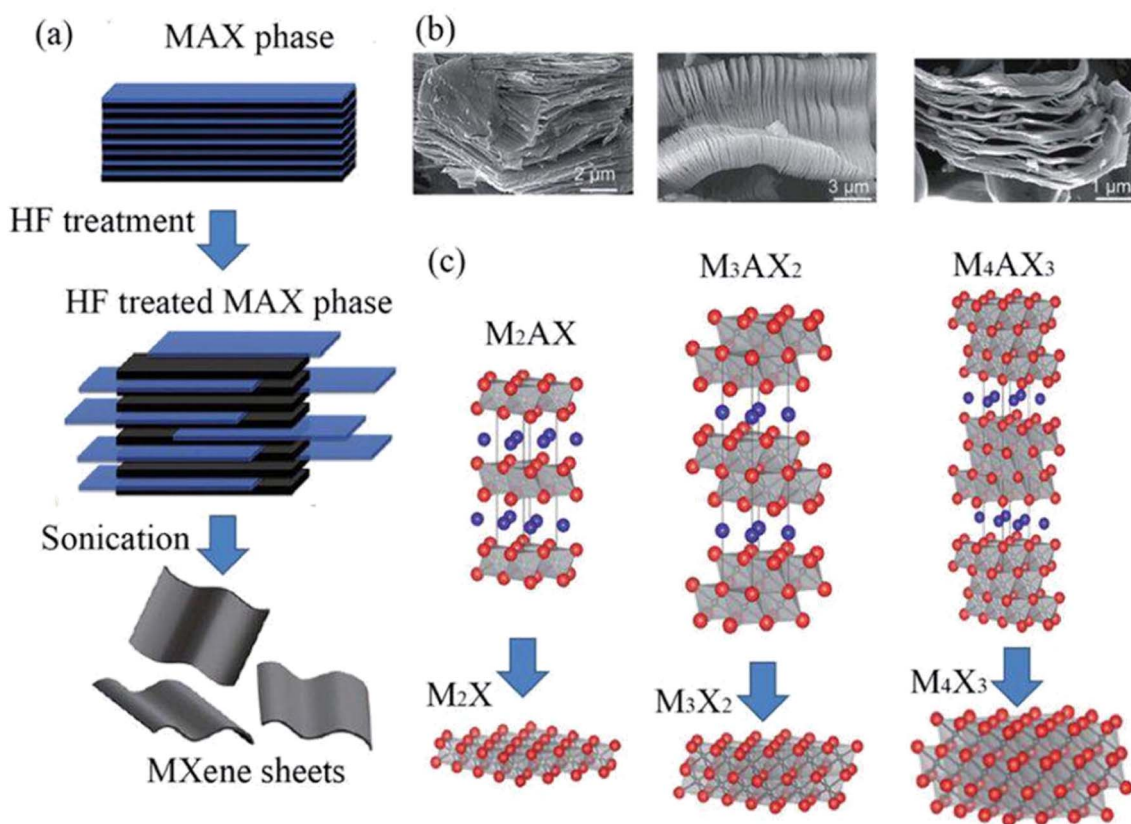 (a)
MAX phase
HF treatment
HF treated MAX phase
Sonication
MXene sheets
(b)
2 μm
3 μm
1 μm
(c)
M2AX
M3AX2
M4AX3
M2X
M3X2
M4X3